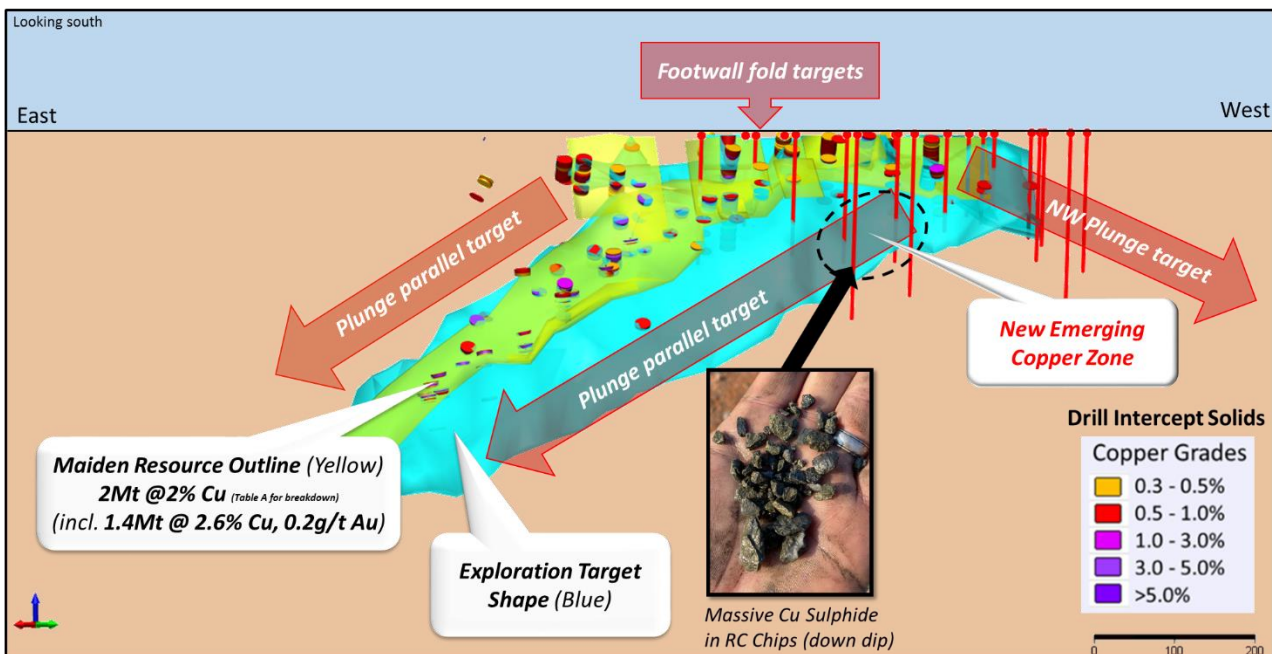 Looking south
Footwall fold targets
East
West
Plunge parallel target
NW Plunge target
Plunge parallel target
New Emerging
Copper Zone
Maiden Resource Outline (Yellow)
2Mt @2% Cu (Table A for breakdown)
(incl. 1.4Mt @ 2.6% Cu, 0.2g/t Au)
Exploration Target
Shape (Blue)
Massive Cu Sulphide
in RC Chips (down dip)
Drill Intercept Solids
Copper Grades
0.3 - 0.5%
0.5 - 1.0%
1.0 - 3.0%
3.0 - 5.0%
>5.0%
0 100 200